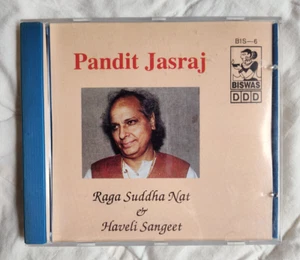 BIS-6
Pandit Jasraj
BISWAS
DDD
Raga Suddha Nat
&
Haveli Sangeet